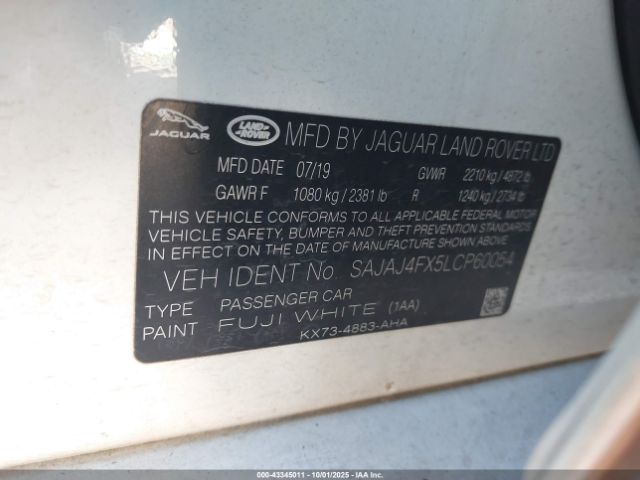 JAGUAR
LAND ROVER
MFD BY JAGUAR LAND ROVER LTD
MFD DATE 07/19 GVWR 2210 kg / 4872 lb
GAWR F 1080 kg / 2381 lb R 1240 kg / 2734 lb
THIS VEHICLE CONFORMS TO ALL APPLICABLE FEDERAL MOTOR
VEHICLE SAFETY, BUMPER AND THEFT PREVENTION STANDARDS
IN EFFECT ON THE DATE OF MANUFACTURE SHOWN ABOVE.
VEH IDENT No. SAJAJ4FX5LCP60054
TYPE PASSENGER CAR
PAINT FUJI WHITE (1AA)
KX73-4883-AHA
© 43345011 - 10/01/2025 - IAAI.COM